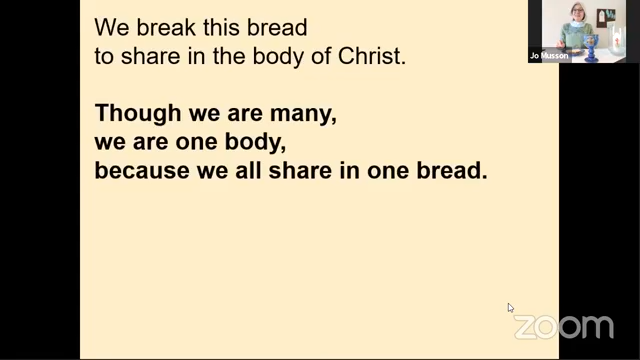 We break this bread
to share in the body of Christ.
Though we are many,
we are one body,
because we all share in one bread.
Jo Musson
zoom